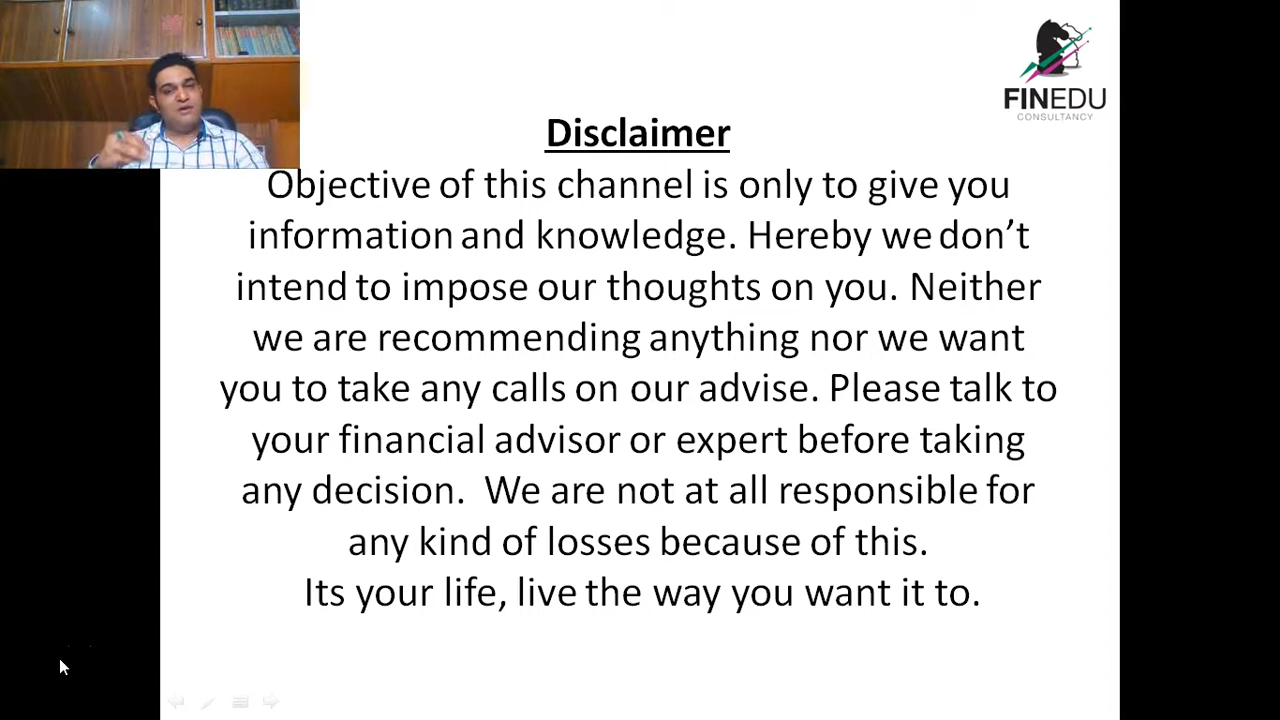 FINEDU
CONSULTANCY
Disclaimer
Objective of this channel is only to give you
information and knowledge. Hereby we don’t
intend to impose our thoughts on you. Neither
we are recommending anything nor we want
you to take any calls on our advise. Please talk to
your financial advisor or expert before taking
any decision. We are not at all responsible for
any kind of losses because of this.
Its your life, live the way you want it to.